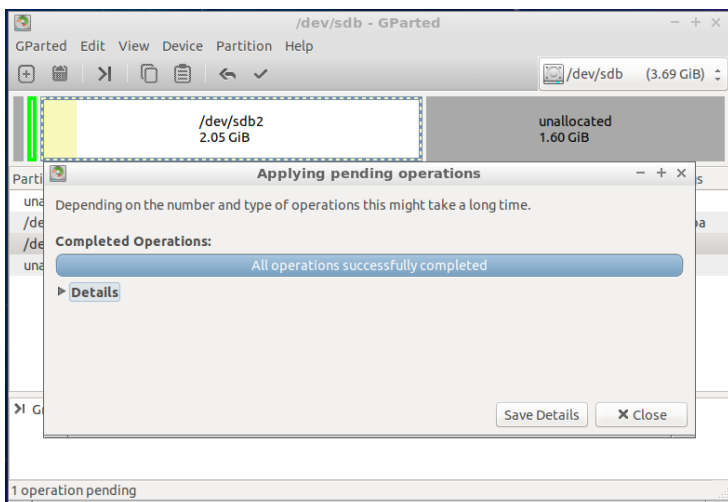 /dev/sdb - GParted
GParted Edit View Device Partition Help
/dev/sdb (3.69 GiB)
/dev/sdb2
2.05 GiB
unallocated
1.60 GiB
Applying pending operations
Depending on the number and type of operations this might take a long time.
Completed Operations:
All operations successfully completed
Details
Save Details
Close
1 operation pending